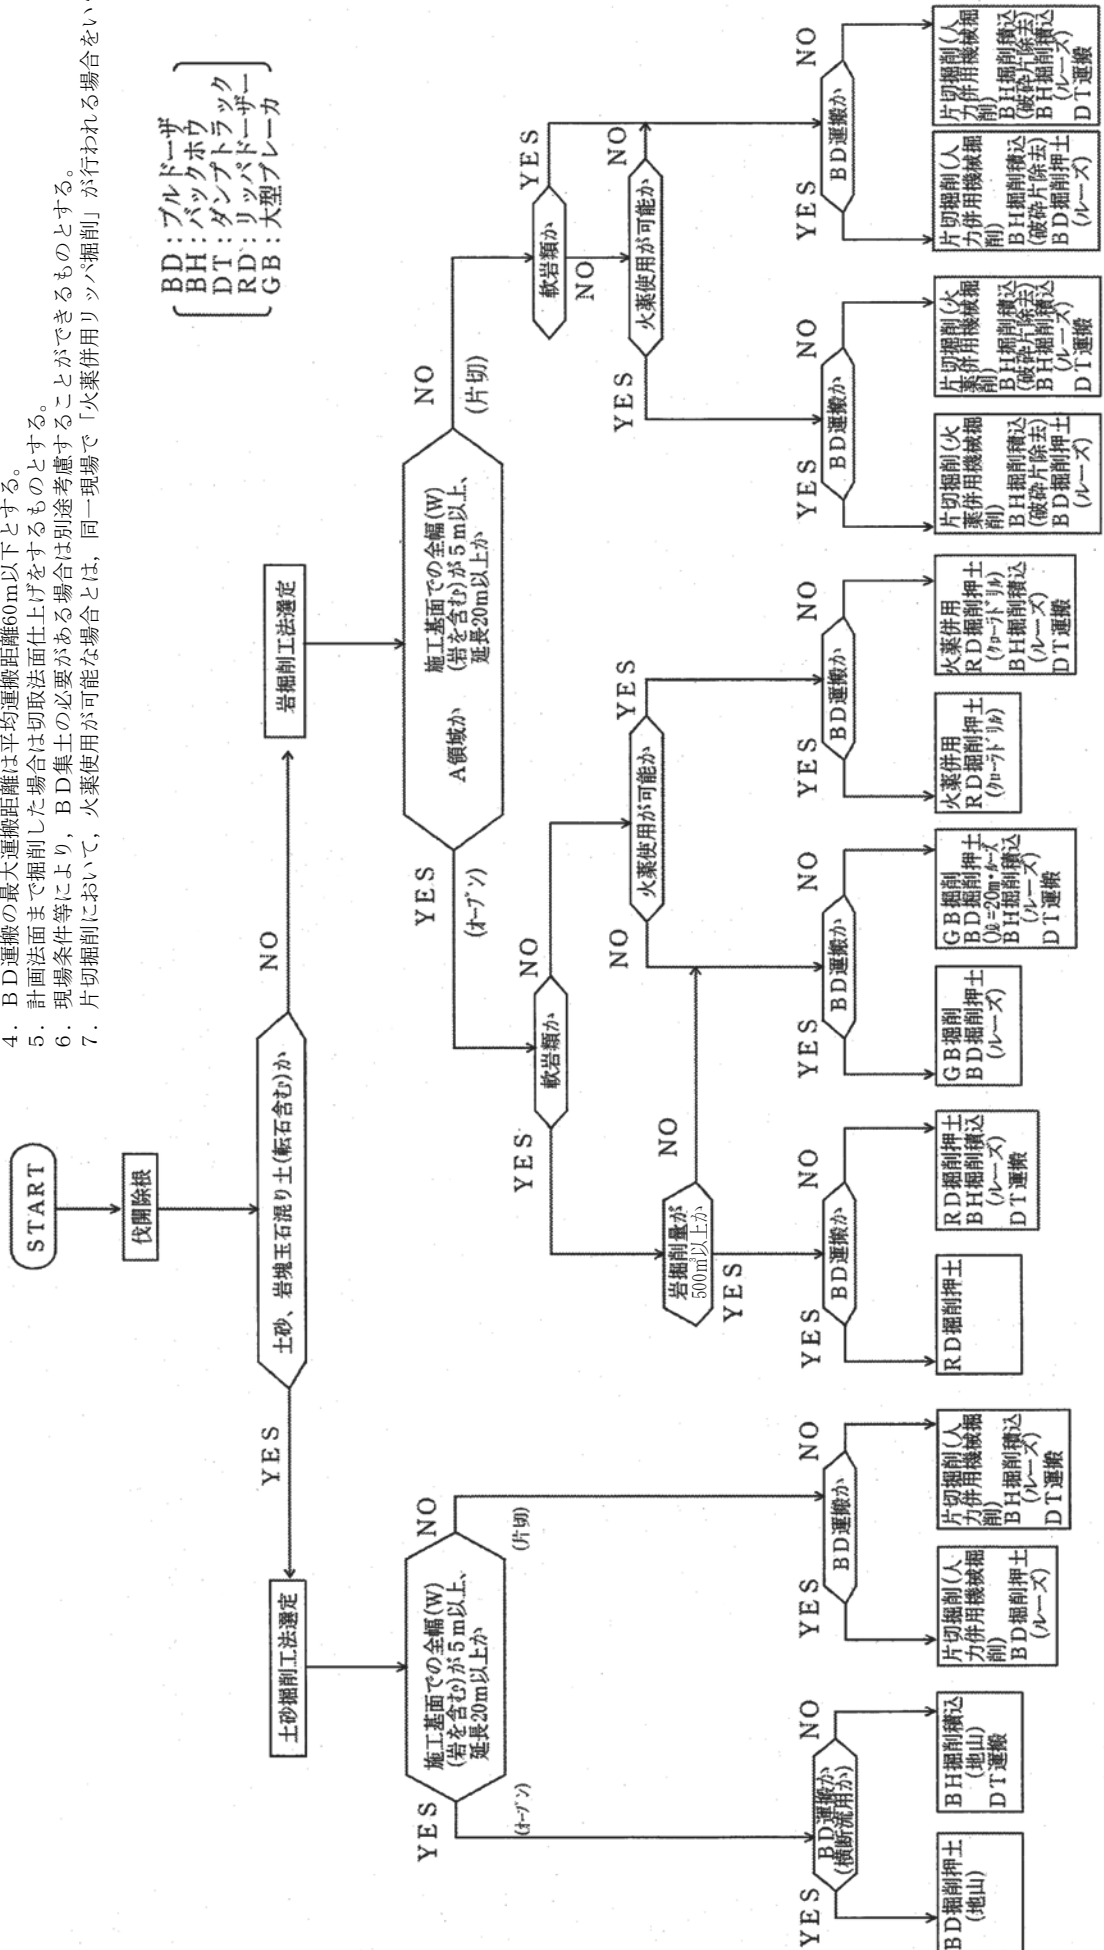 4．ＢＤ運搬の最大運搬距離は平均運搬距離60m以下とする。
5．計画法面まで掘削した場合は切取法面仕上げをするものとする。
6．現場条件等により，ＢＤ集土の必要がある場合は別途考慮することができるものとする。
7．片切掘削において，火薬使用が可能な場合とは，同一現場で「火薬併用リッパ掘削」が行われる場合をい
BD：ブルドーザ
BH：バックホウ
DT：ダンプトラック
RD：リッパドーザー
GB：大型ブレーカ
START
伐開除根
土砂、岩塊玉石混り土(転石含む)か
YES
NO
土砂掘削工法選定
岩掘削工法選定
施工基面での全幅(W)
(岩を含む)が５m以上、
延長20m以上か
YES
(オープン)
NO
(片切)
A領域か
施工基面での全幅(W)
(岩を含む)が５m以上、
延長20m以上か
YES
(オープン)
NO
(片切)
軟岩類か
YES
NO
軟岩類か
YES
NO
岩掘削量が
500m³以上か
YES
NO
火薬使用が可能か
NO
YES
火薬使用が可能か
YES
NO
BD運搬か
(横断流用か)
YES
NO
BD運搬か
YES
NO
BD運搬か
YES
NO
BD運搬か
YES
NO
BD運搬か
YES
NO
BD運搬か
YES
NO
BD運搬か
YES
NO
BD掘削押土
(地山)
BH掘削積込
(地山)
DT運搬
片切掘削(人
力併用機械掘
削)
BD掘削押土
(ルーズ)
片切掘削(人
力併用機械掘
削)
BH掘削積込
(ルーズ)
DT運搬
RD掘削押土
RD掘削押土
BH掘削積込
(ルーズ)
DT運搬
GB掘削
BD掘削押土
(ルーズ)
GB掘削
BD掘削押土
=20m・ルーズ
BH掘削積込
(ルーズ)
DT運搬
火薬併用
RD掘削押土
(クローラドリル)
火薬併用
RD掘削押土
(クローラドリル)
BH掘削積込
(ルーズ)
DT運搬
片切掘削(火
薬併用機械掘
削)
BH掘削積込
(破砕片除去)
BD掘削押土
(ルーズ)
片切掘削(火
薬併用機械掘
削)
BH掘削積込
(破砕片除去)
BH掘削積込
(ルーズ)
DT運搬
片切掘削(人
力併用機械掘
削)
BH掘削積込
(破砕片除去)
BD掘削押土
(ルーズ)
片切掘削(人
力併用機械掘
削)
BH掘削積込
(破砕片除去)
BH掘削積込
(ルーズ)
DT運搬